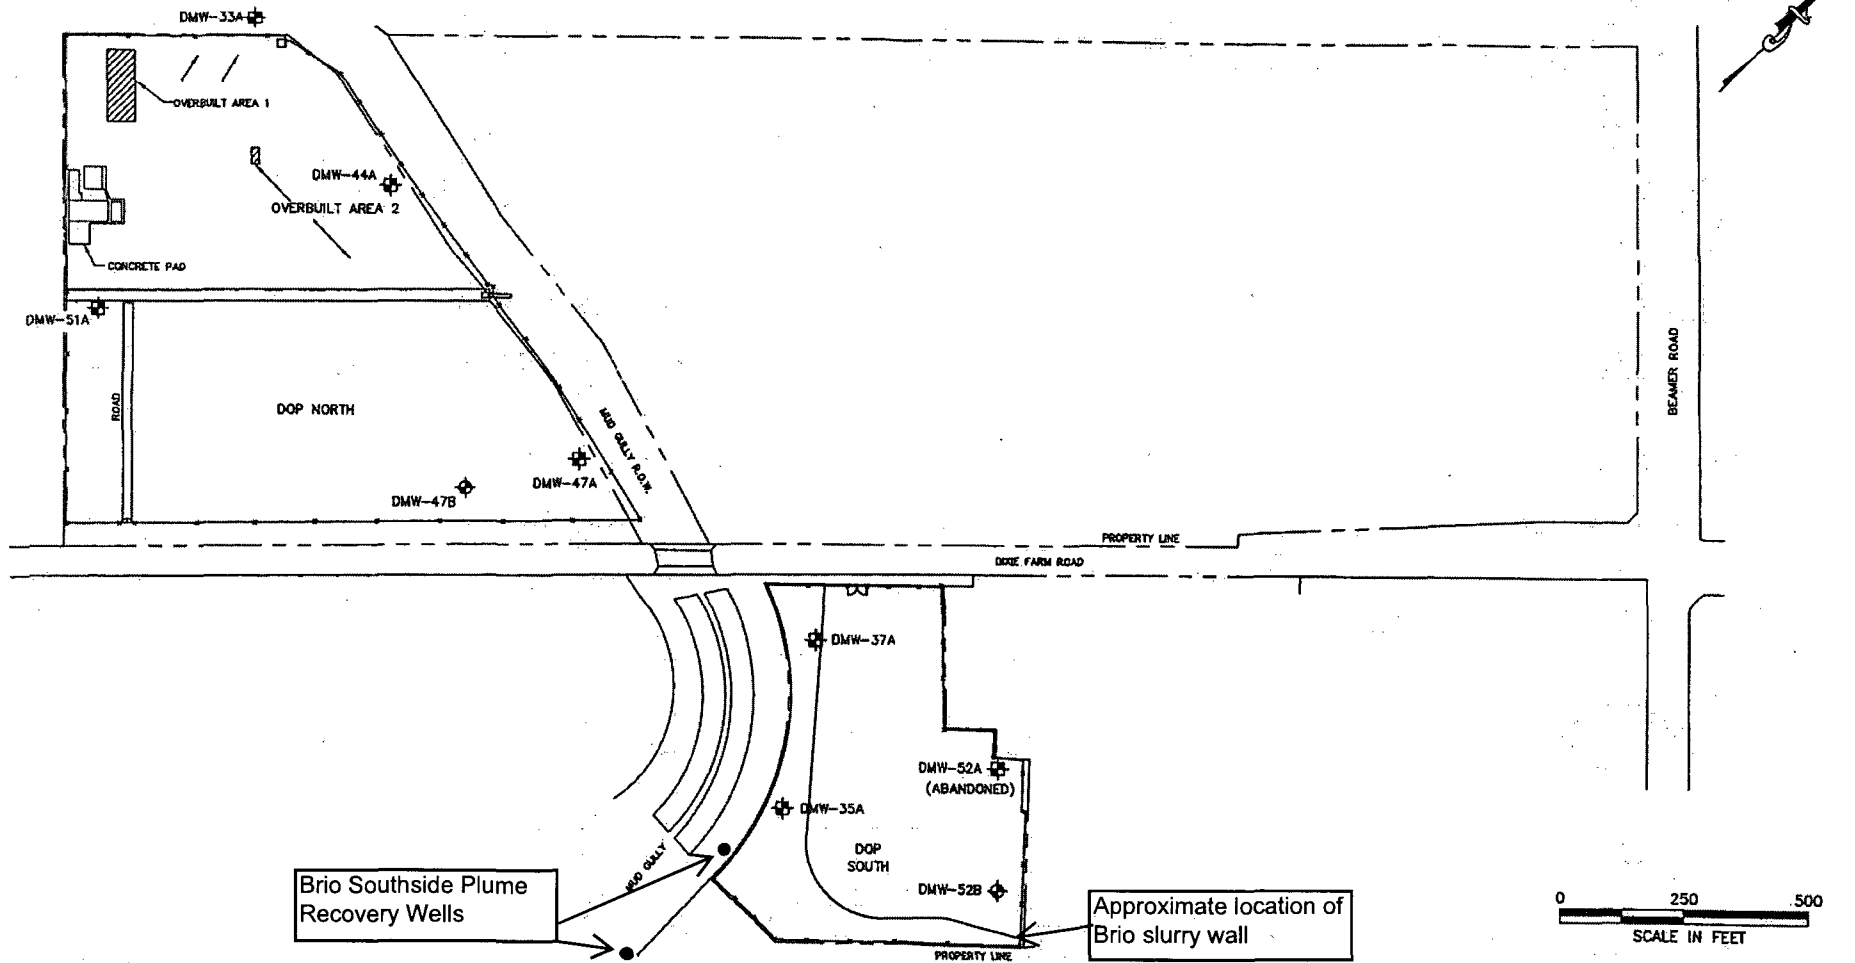 DMW-33A
OVERBUILT AREA 1
DMW-44A
OVERBUILT AREA 2
CONCRETE PAD
DMW-51A
ROAD
DOP NORTH
MUD GULLY R.O.W.
BEAMER ROAD
DMW-47A
DMW-47B
PROPERTY LINE
DIXIE FARM ROAD
DMW-37A
DMW-52A
(ABANDONED)
DMW-35A
DOP
SOUTH
MUD GULLY
DMW-52B
Brio Southside Plume
Recovery Wells
Approximate location of
Brio slurry wall
PROPERTY LINE
0 250 500
SCALE IN FEET